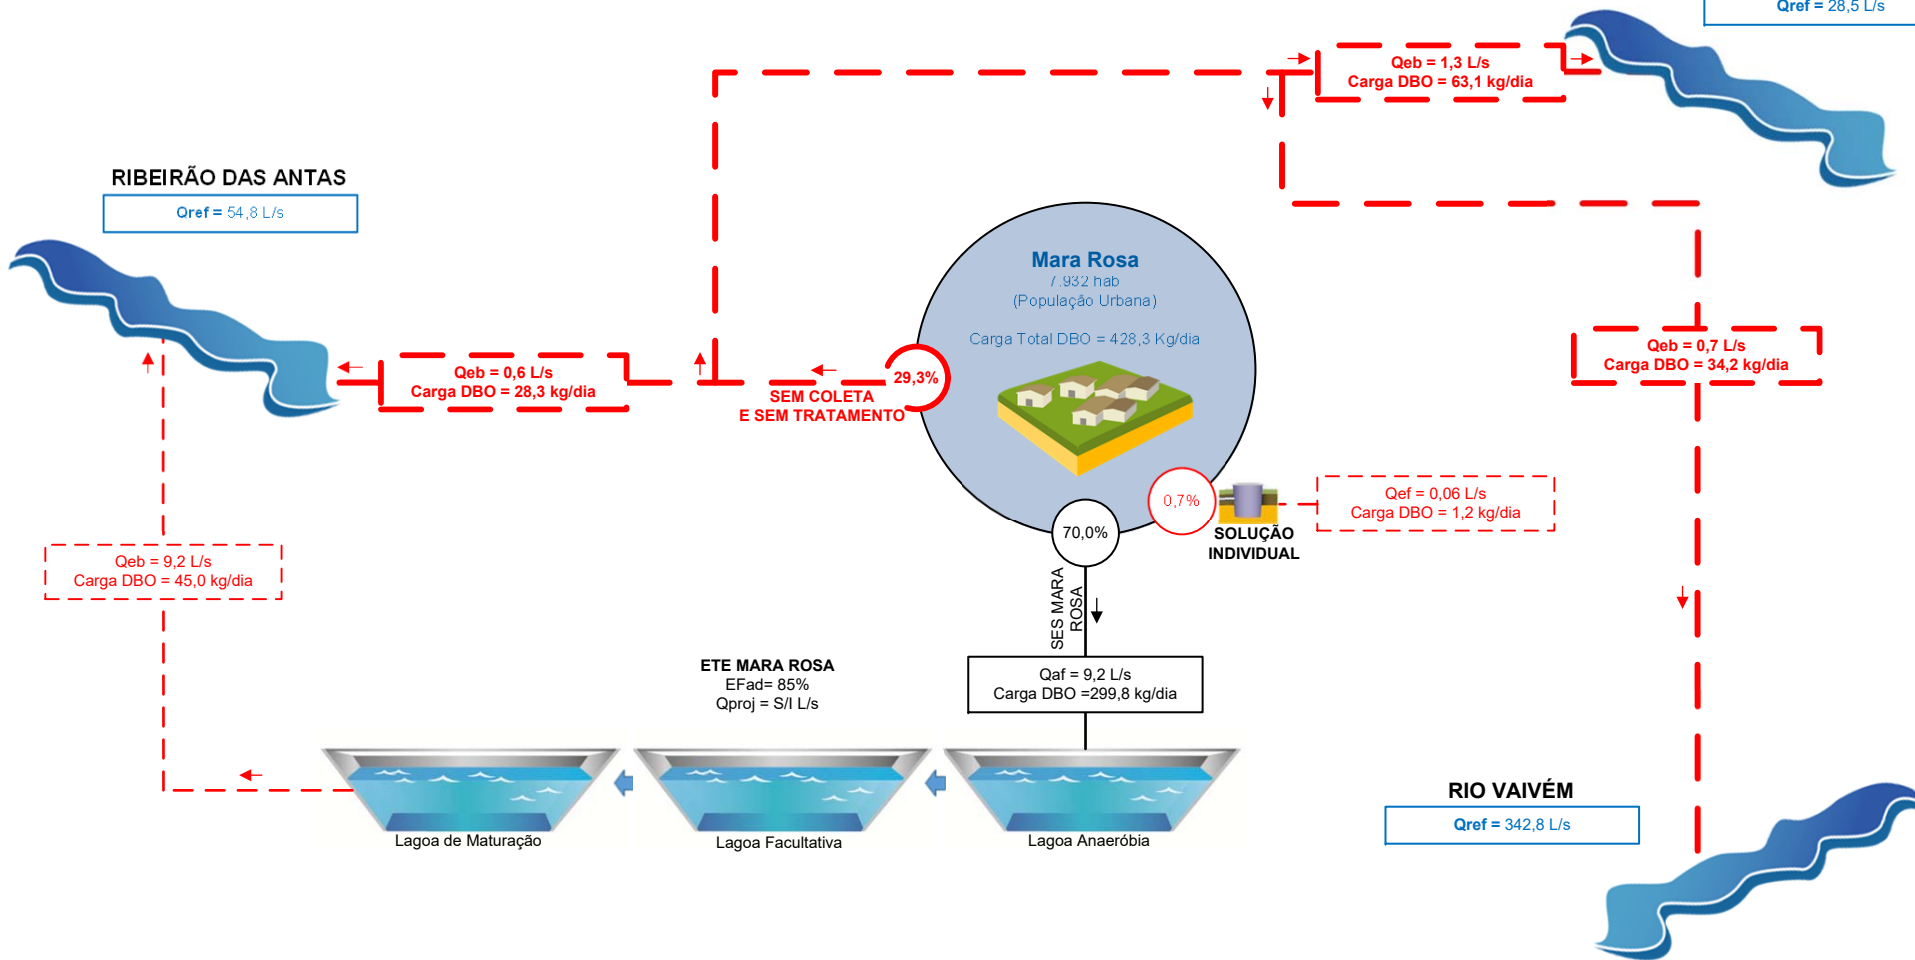 Qref = 28,5 L/s
Qeb = 1,3 L/s
Carga DBO = 63,1 kg/dia
RIBEIRÃO DAS ANTAS
Qref = 54,8 L/s
Mara Rosa
7.932 hab
(População Urbana)
Carga Total DBO = 428,3 Kg/dia
Qeb = 0,6 L/s
Carga DBO = 28,3 kg/dia
29,3%
SEM COLETA
E SEM TRATAMENTO
Qeb = 0,7 L/s
Carga DBO = 34,2 kg/dia
0,7%
Qef = 0,06 L/s
Carga DBO = 1,2 kg/dia
SOLUÇÃO
INDIVIDUAL
70,0%
Qeb = 9,2 L/s
Carga DBO = 45,0 kg/dia
SES MARA
ROSA
ETE MARA ROSA
EFad= 85%
Qproj = S/I L/s
Qaf = 9,2 L/s
Carga DBO =299,8 kg/dia
Lagoa de Maturação
Lagoa Facultativa
Lagoa Anaeróbia
RIO VAIVÉM
Qref = 342,8 L/s